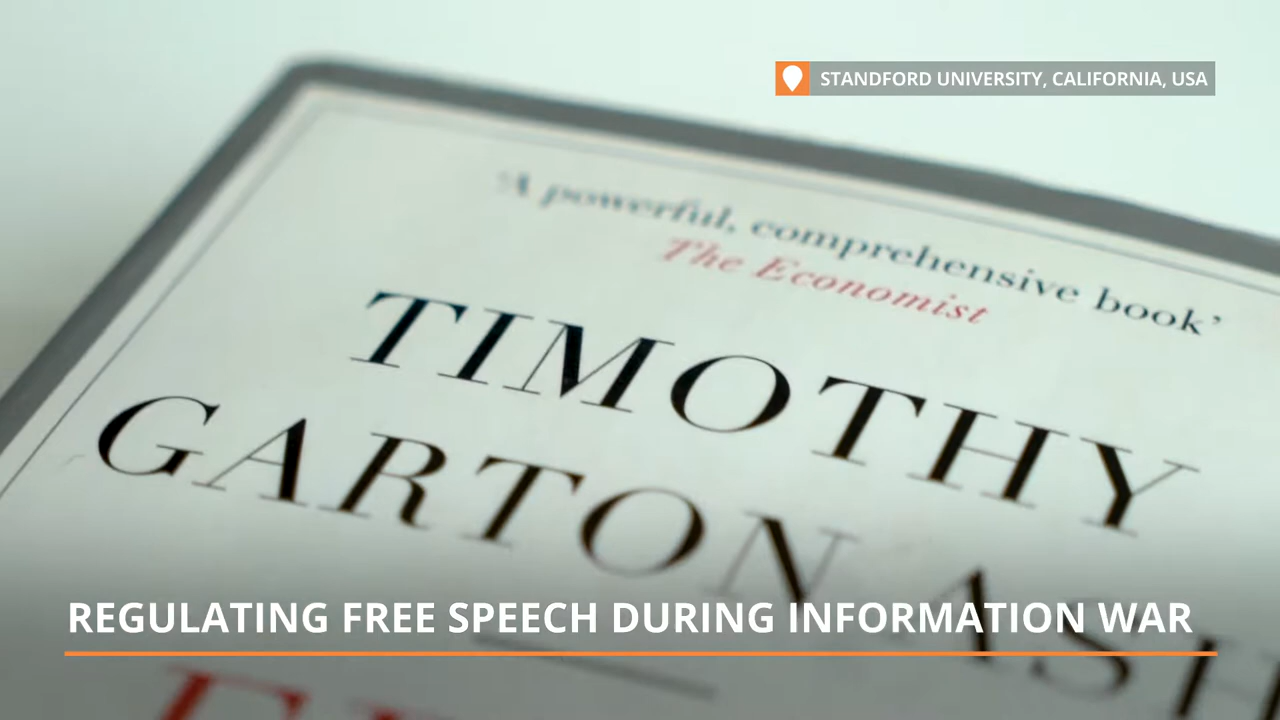 STANDFORD UNIVERSITY, CALIFORNIA, USA
'A powerful, comprehensive book'
The Economist
TIMOTHY
GARTON ASH
REGULATING FREE SPEECH DURING INFORMATION WAR